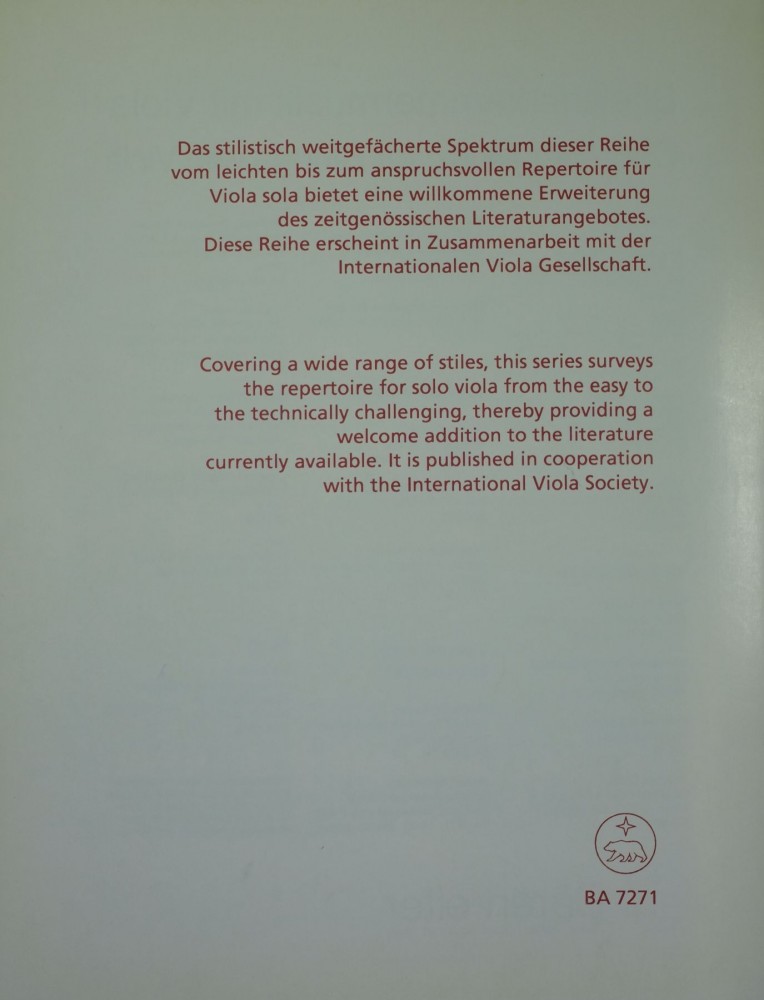 Das stilistisch weitgefächerte Spektrum dieser Reihe
vom leichten bis zum anspruchsvollen Repertoire für
Viola sola bietet eine willkommene Erweiterung
des zeitgenössischen Literaturangebotes.
Diese Reihe erscheint in Zusammenarbeit mit der
Internationalen Viola Gesellschaft.
Covering a wide range of stiles, this series surveys
the repertoire for solo viola from the easy to
the technically challenging, thereby providing a
welcome addition to the literature
currently available. It is published in cooperation
with the International Viola Society.
BA 7271